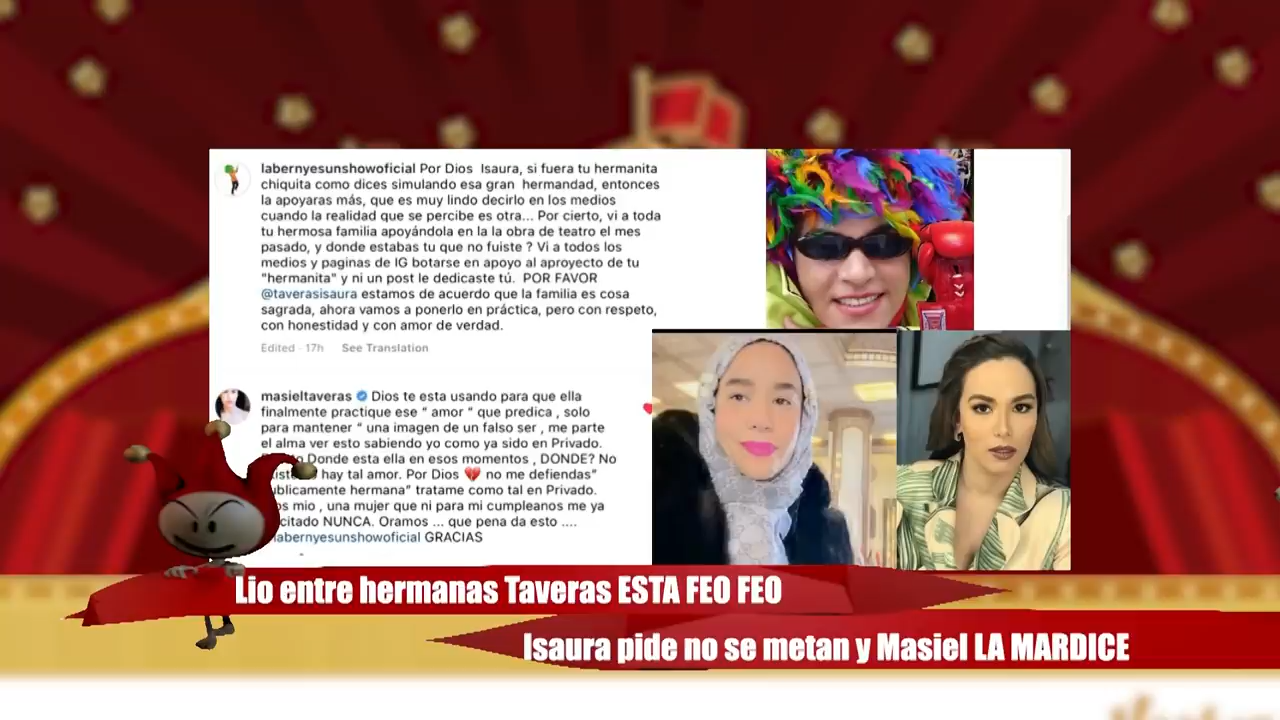 labernyesunshowoficial Por Dios Isaura, si fuera tu hermanita
chiquita como dices simulando esa gran hermandad, entonces
la apoyaras más, que es muy lindo decirlo en los medios
cuando la realidad que se percibe es otra... Por cierto, vi a toda
tu hermosa familia apoyándola en la la obra de teatro el mes
pasado, y donde estabas tu que no fuiste ? Vi a todos los
medios y paginas de IG botarse en apoyo al aproyecto de tu
"hermanita" y ni un post le dedicaste tú. POR FAVOR
@taverasisaura estamos de acuerdo que la familia es cosa
sagrada, ahora vamos a ponerlo en práctica, pero con respeto,
con honestidad y con amor de verdad.
Edited · 17h See Translation
masieltaveras Dios te esta usando para que ella
finalmente practique ese " amor " que predica , solo
para mantener " una imagen de un falso ser , me parte
el alma ver esto sabiendo yo como ya sido en Privado.
Donde esta ella en esos momentos , DONDE? No
hay tal amor. Por Dios 💔 no me defiendas"
ublicamente hermana" tratame como tal en Privado.
os mio , una mujer que ni para mi cumpleanos me ya
icitado NUNCA. Oramos ... que pena da esto ....
labernyesunshowoficial GRACIAS
Lio entre hermanas Taveras ESTA FEO FEO
Isaura pide no se metan y Masiel LA MARDICE